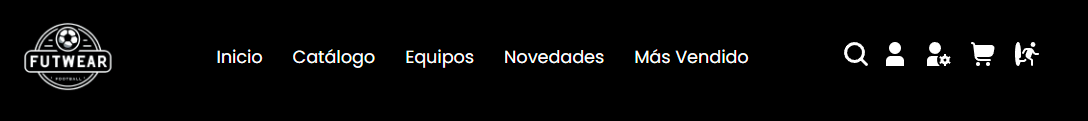 FUTWEAR
FOOTBALL
Inicio Catálogo Equipos Novedades Más Vendido